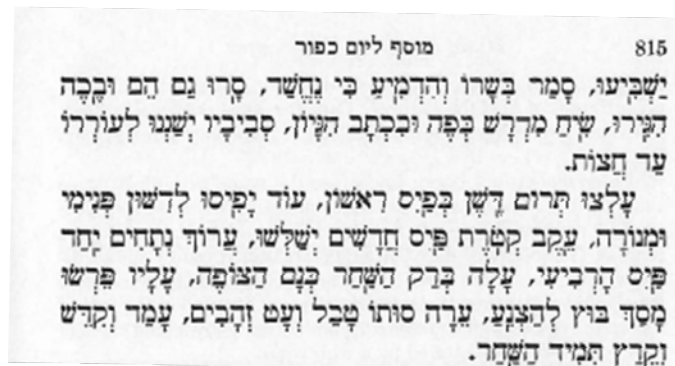 815 מוסף ליום כפור
יַשְׁבִּיעוּ, סָמַר בְּשָׂרוֹ וְהִדְמִיעַ כִּי נֶחְשַׁד, סָרוּ גַם הֵם וּבָכֹה
הִגִּירוּ, שִׂיחַ מִדְרָשׁ בְּפֶה וּבִכְתָב הִגָּיוֹן, סְבִיבָיו יְשַׁנְּנוּ לְעוֹרְרוֹ
עַד חֲצוֹת.
עָלְצוּ תְּרוּם דֶּשֶׁן בְּפַיִס רִאשׁוֹן, עוֹד יָפִיסוּ לְדִשּׁוּן פְּנִימִי
וּמְנוֹרָה, עֵקֶב קְטֹרֶת פַּיִס חֲדָשִׁים יְשַׁלְּשׁוּ, עֲרוֹךְ נְתָחִים יַחַד
פַּיִס הָרְבִיעִי, עָלָה בְּרַק הַשַּׁחַר כְּנָם הַצּוֹפֶה, עָלָיו פֵּרְשׂוּ
מָסָךְ בּוּץ לְהַצְנַע, עֵרָה סוּתוֹ טָבַל וְעָט זְהָבִים, עָמַד וְקִדֵּשׁ
וְקֵרַץ תְּמִיד הַשַּׁחַר.